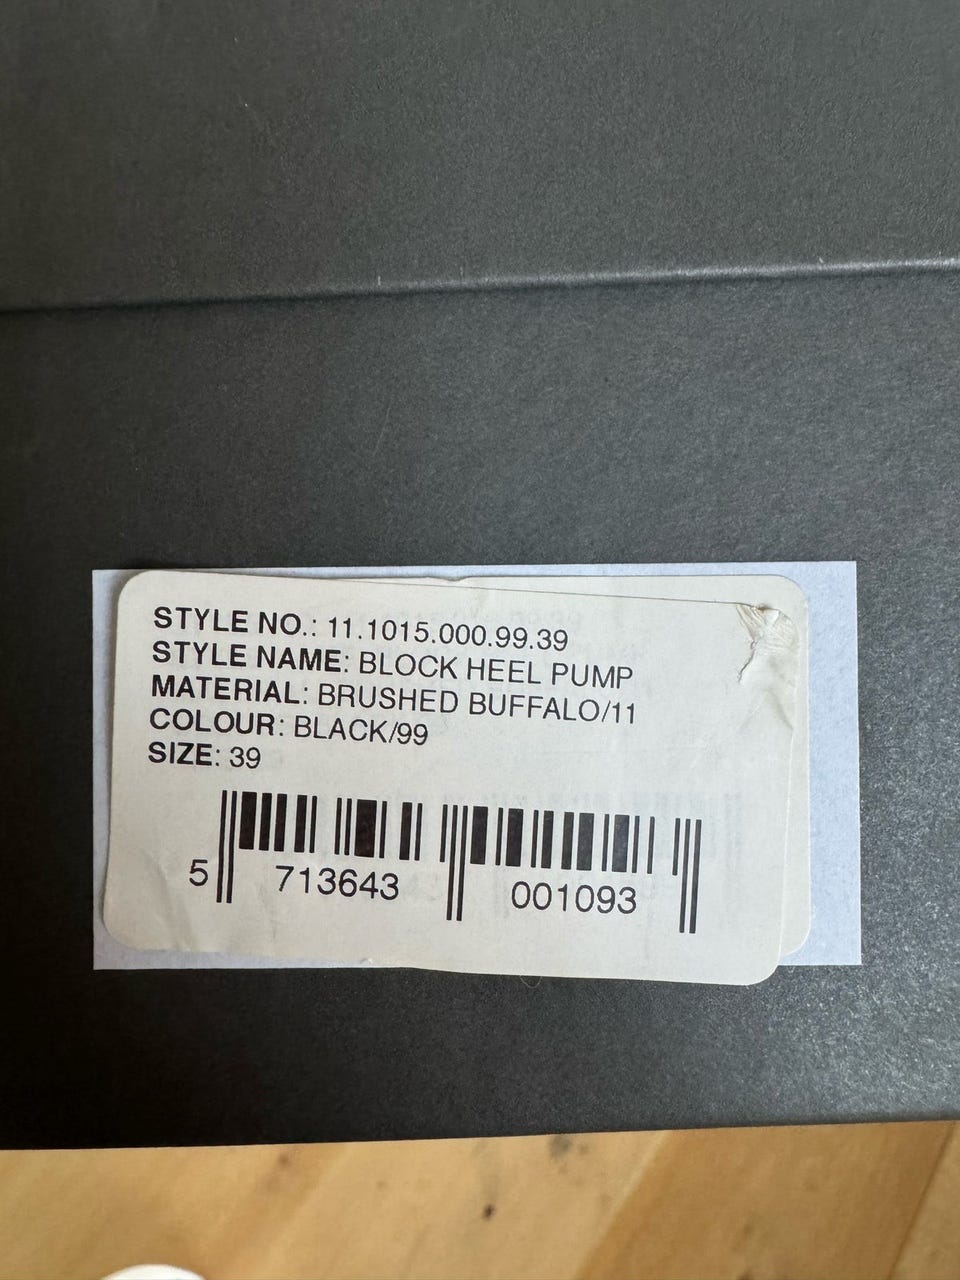 STYLE NO.: 11.1015.000.99.39
STYLE NAME: BLOCK HEEL PUMP
MATERIAL: BRUSHED BUFFALO/11
COLOUR: BLACK/99
SIZE: 39
5 713643 001093